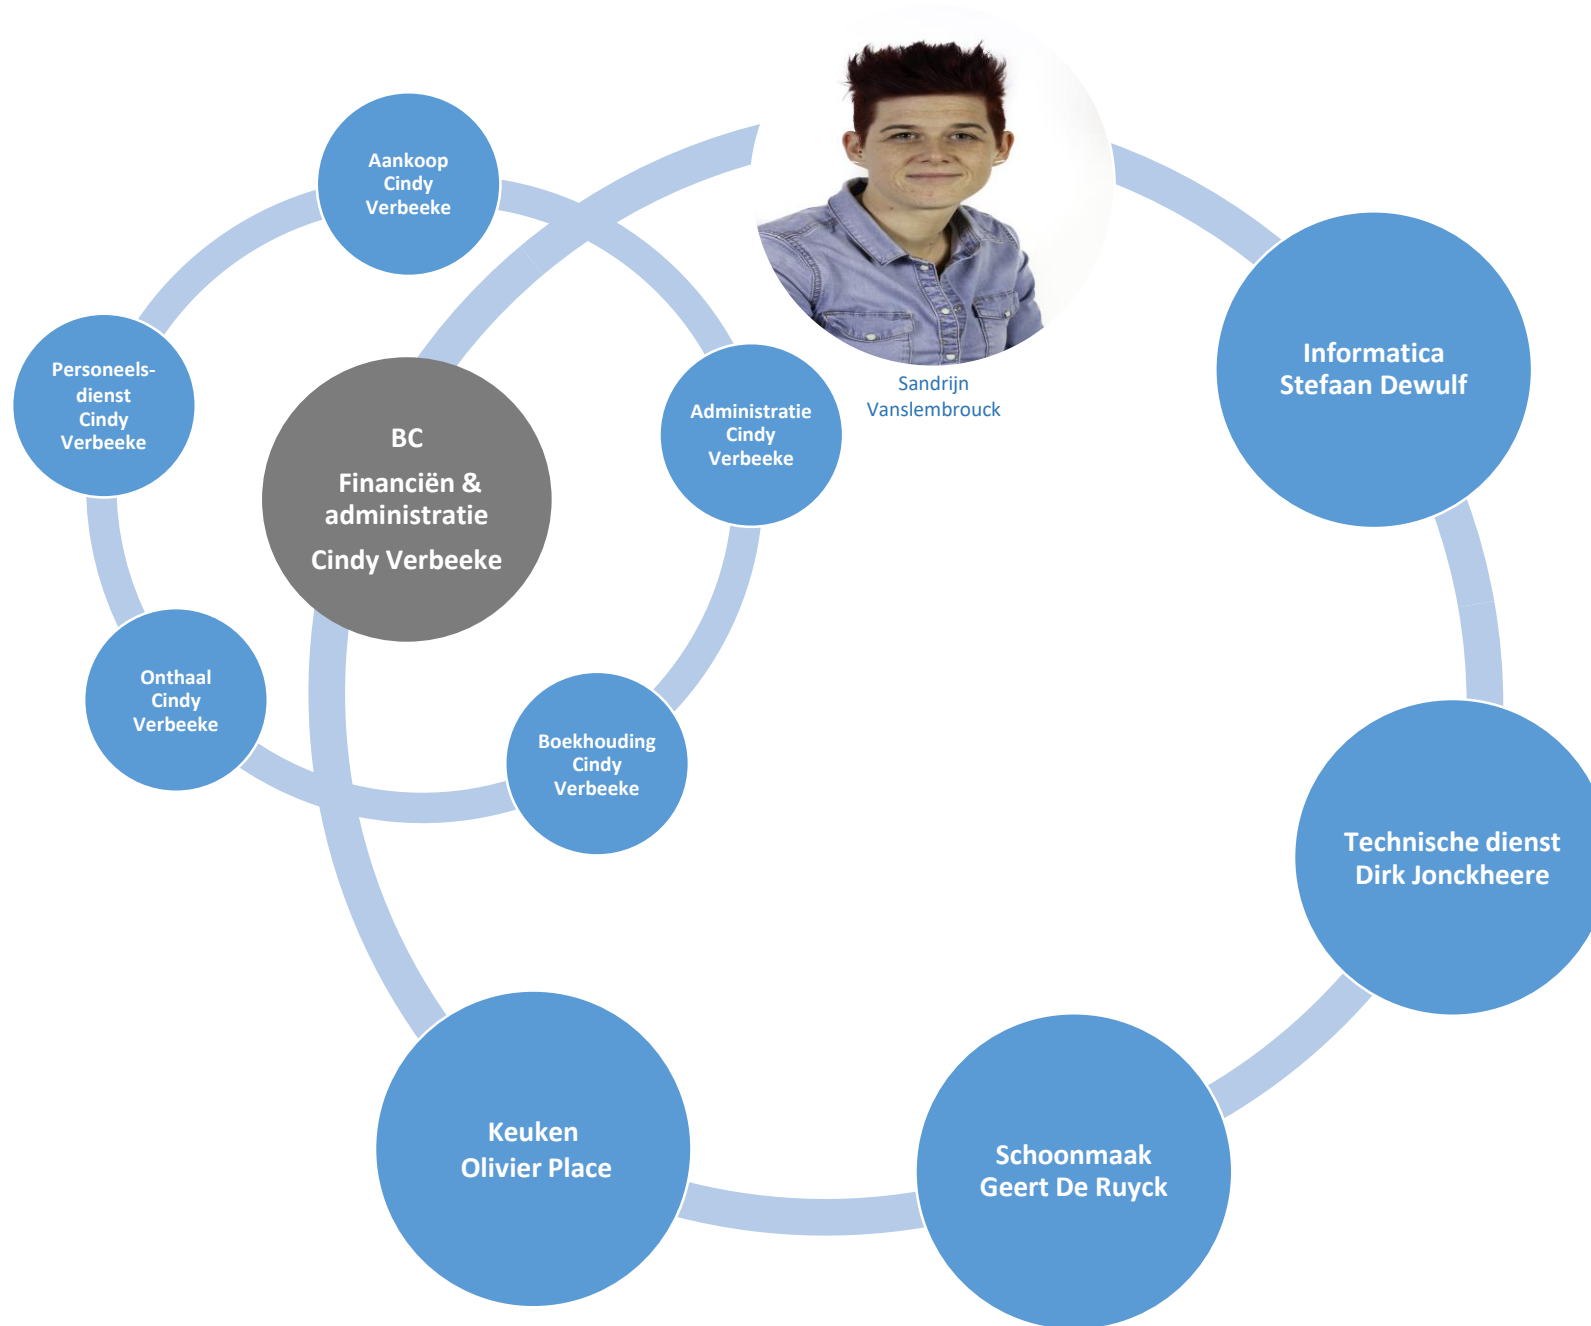 Aankoop
Cindy
Verbeeke
Personeels-
dienst
Cindy
Verbeeke
BC
Financiën &
administratie
Cindy Verbeeke
Administratie
Cindy
Verbeeke
Sandrijn
Vanslembrouck
Informatica
Stefaan Dewulf
Onthaal
Cindy
Verbeeke
Boekhouding
Cindy
Verbeeke
Technische dienst
Dirk Jonckheere
Keuken
Olivier Place
Schoonmaak
Geert De Ruyck